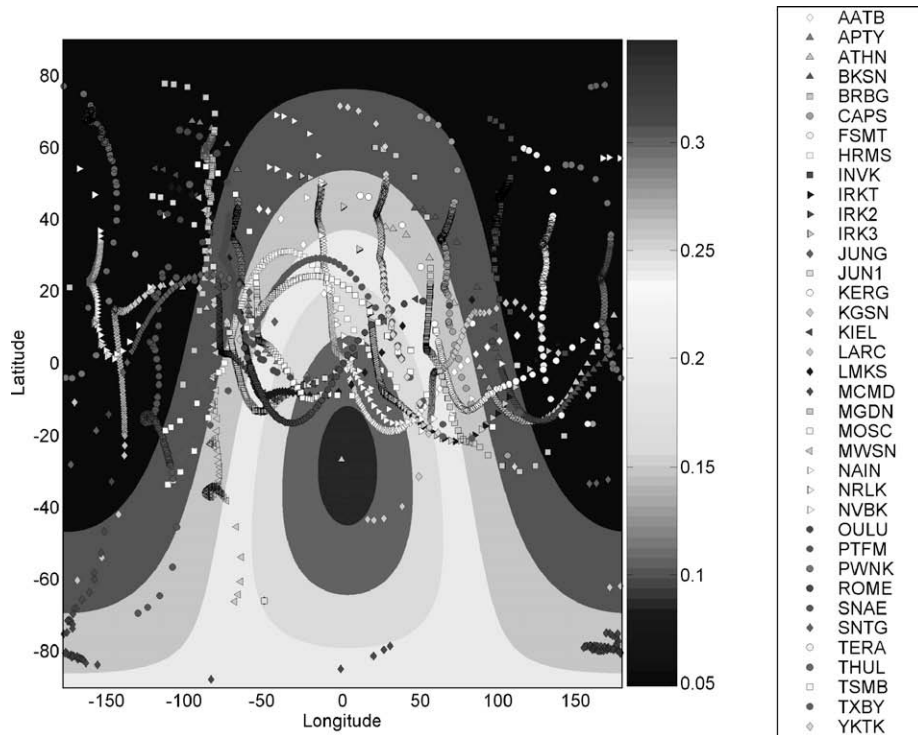 80
60
40
20
0
-20
-40
-60
-80
Latitude
-150
-100
-50
0
50
100
150
Longitude
0.3
0.25
0.2
0.15
0.1
0.05
AATB
APTY
ATHN
BKSN
BRBG
CAPS
FSMT
HRMS
INVK
IRKT
IRK2
IRK3
JUNG
JUN1
KERG
KGSN
KIEL
LARC
LMKS
MCMD
MGDN
MOSC
MWSN
NAIN
NRLK
NVBK
OULU
PTFM
PWNK
ROME
SNAE
SNTG
TERA
THUL
TSMB
TXBY
YKTK